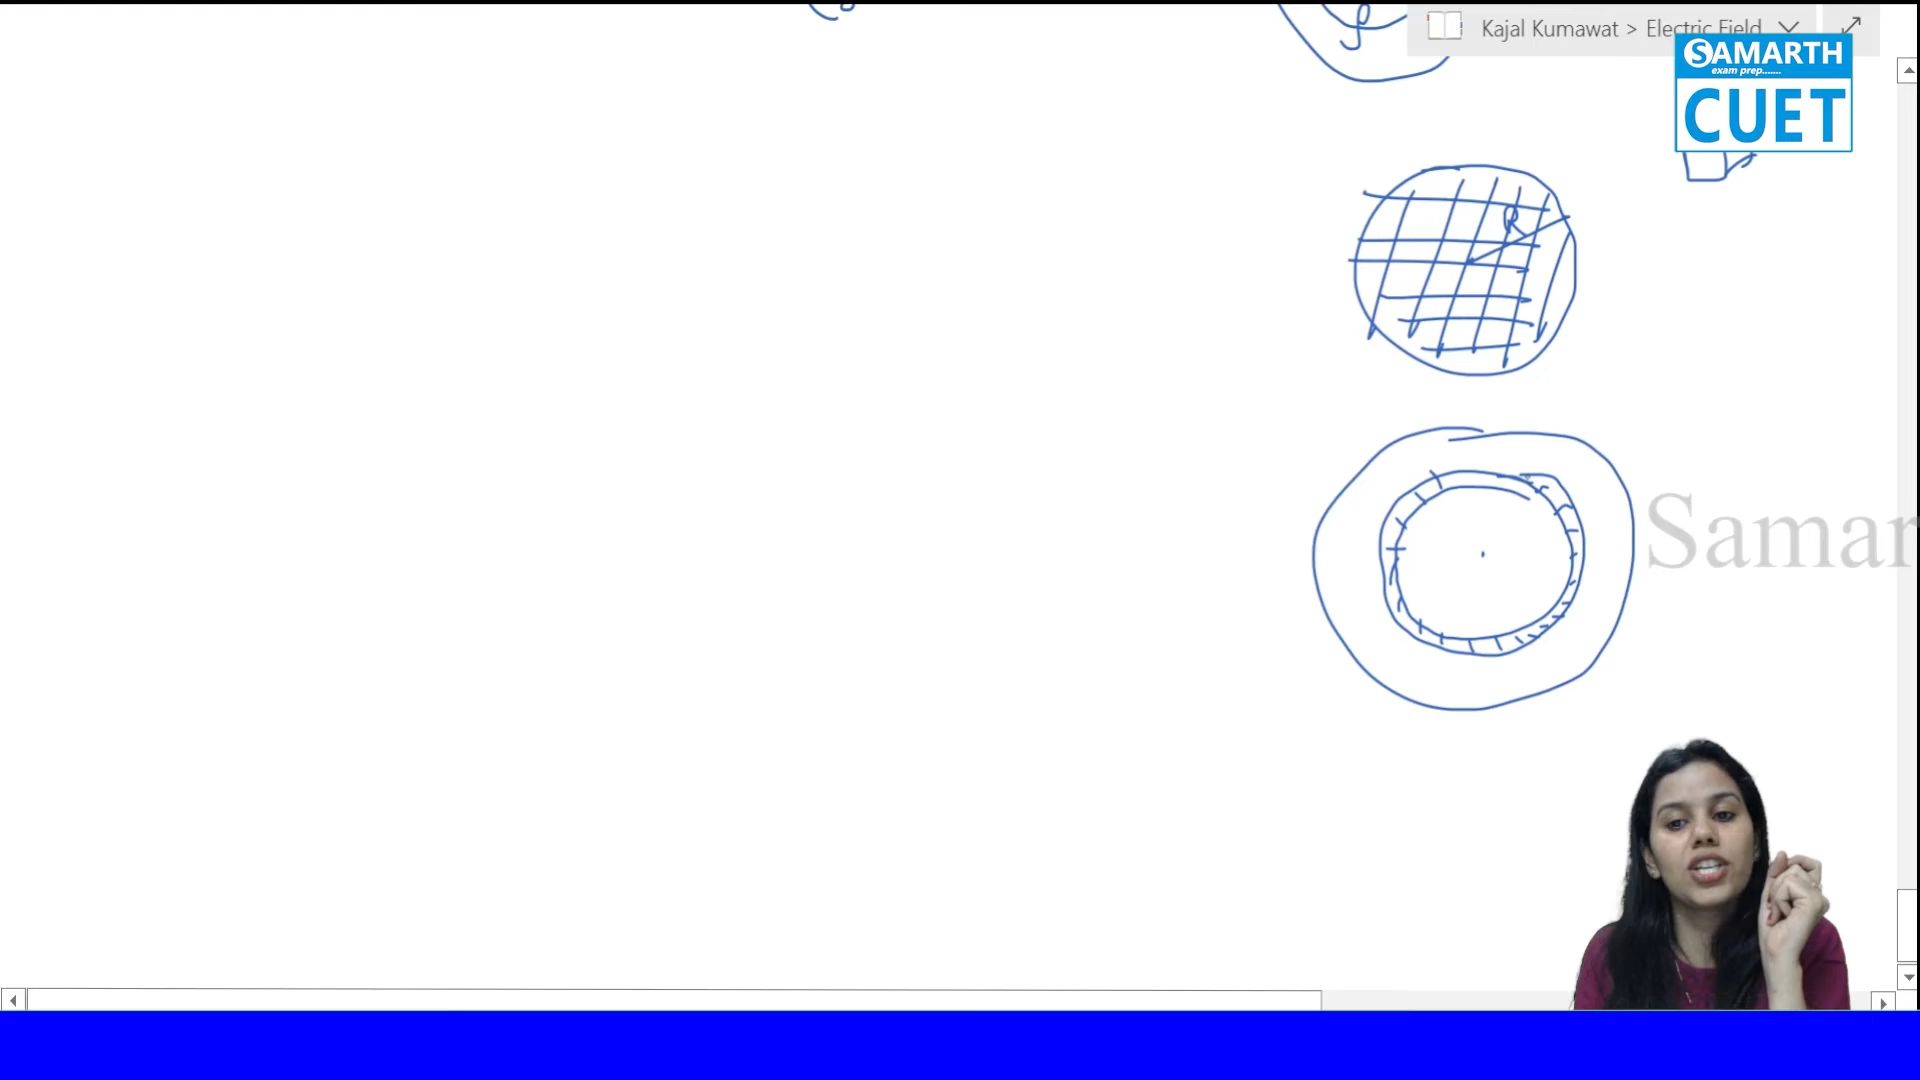 Kajal Kumawat > Electric Field
SAMARTH
exam prep.......
CUET
R
Samar